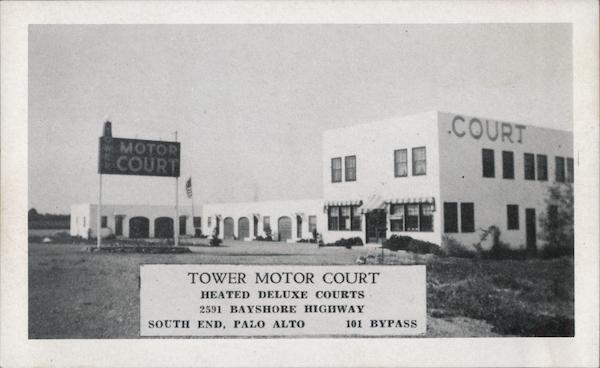 MOTOR
COURT
COURT
TOWER MOTOR COURT
HEATED DELUXE COURTS
2591 BAYSHORE HIGHWAY
SOUTH END, PALO ALTO 101 BYPASS